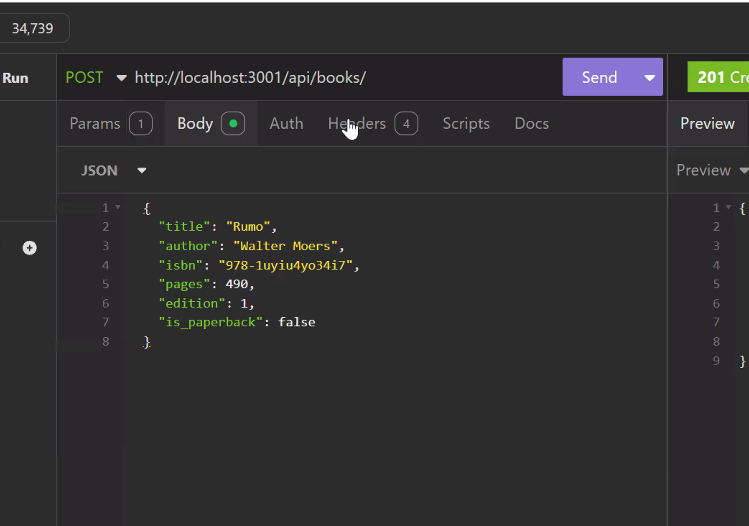 34,739
Run
POST http://localhost:3001/api/books/ Send 201 Cre
Params 1 Body Auth Headers 4 Scripts Docs Preview
JSON Preview
1 { 1 {
2 "title": "Rumo", 2
3 "author": "Walter Moers", 3
4 "isbn": "978-1uyiu4yo34i7", 4
5 "pages": 490, 5
6 "edition": 1, 6
7 "is_paperback": false 7
8 } 8
9 }